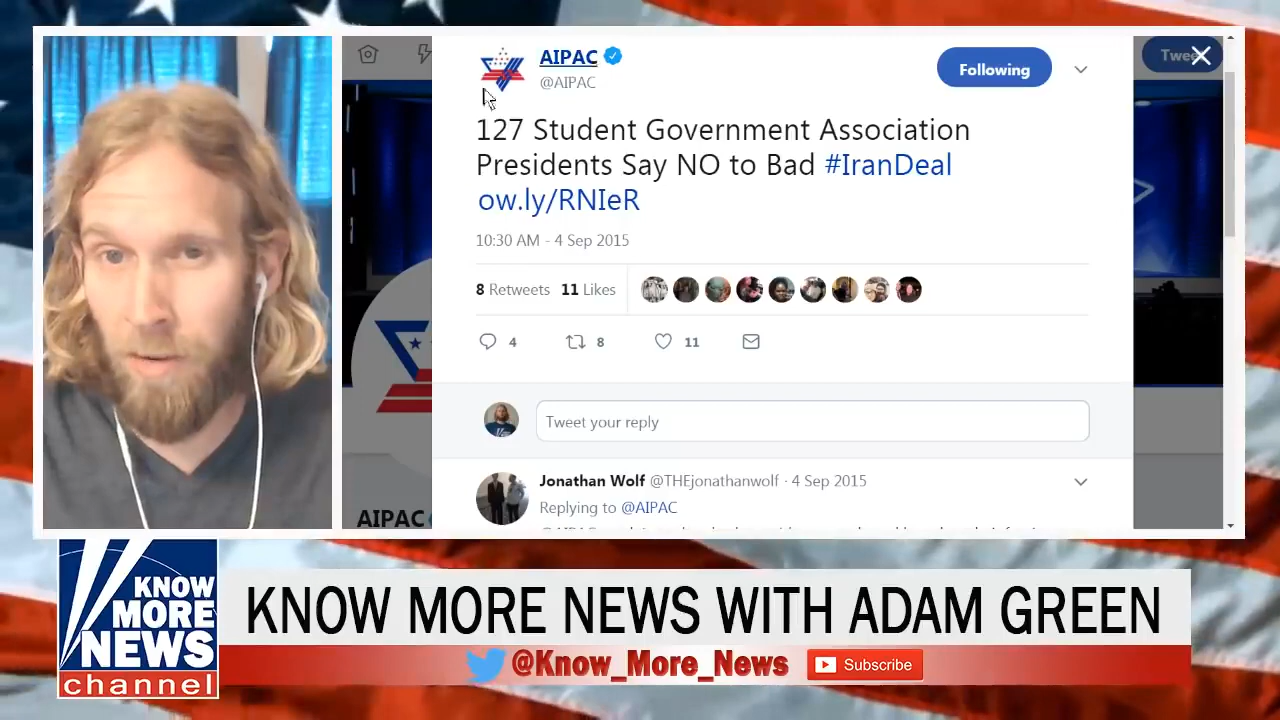 AIPAC
@AIPAC
Following
Twee
127 Student Government Association
Presidents Say NO to Bad #IranDeal
ow.ly/RNIeR
10:30 AM - 4 Sep 2015
8 Retweets 11 Likes
4 8 11
Tweet your reply
Jonathan Wolf @THEjonathanwolf · 4 Sep 2015
Replying to @AIPAC
AIPAC
KNOW
MORE
NEWS
channel
KNOW MORE NEWS WITH ADAM GREEN
@Know_More_News Subscribe